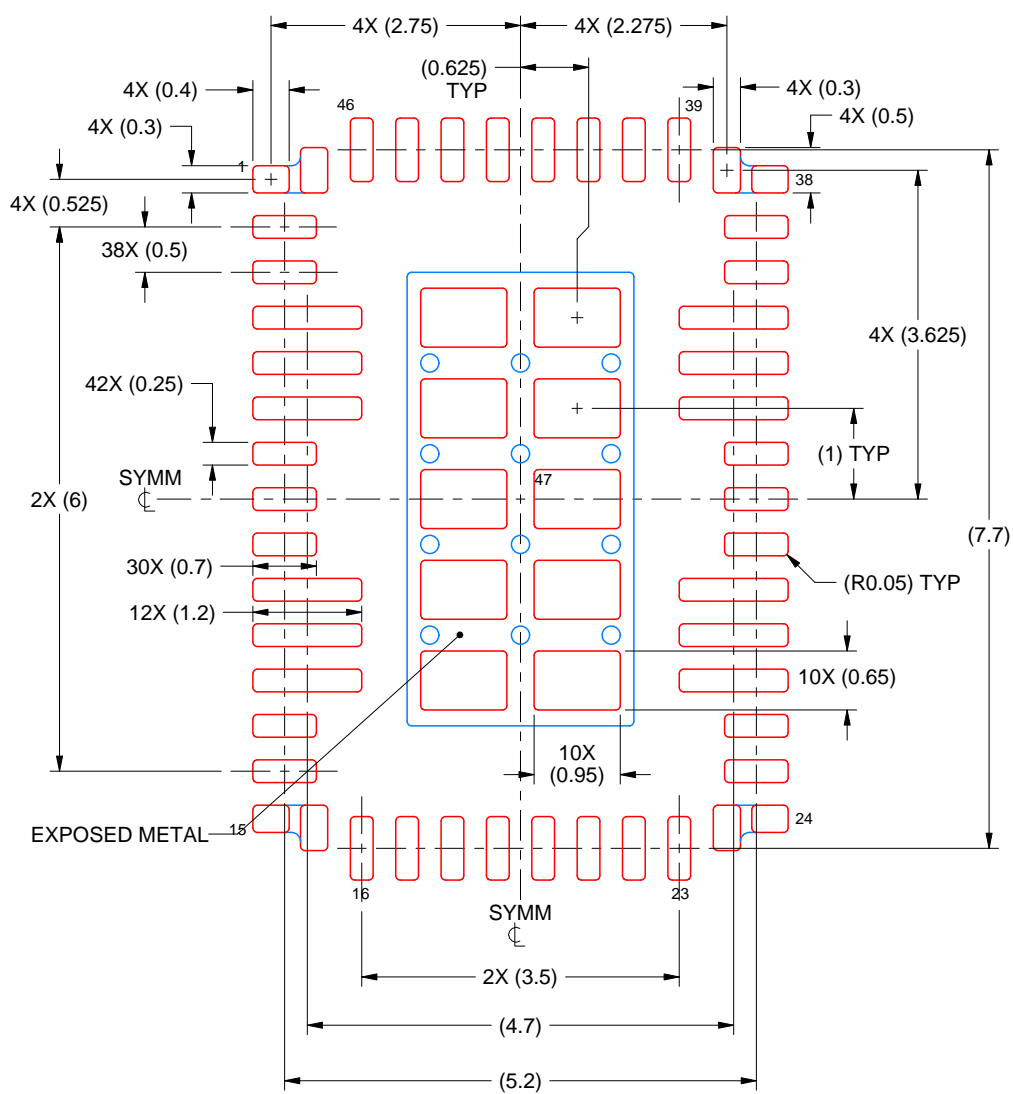 4X (2.75)
4X (2.275)
(0.625)
TYP
4X (0.4)
4X (0.3)
46
39
4X (0.3)
4X (0.5)
1
38
4X (0.525)
38X (0.5)
4X (3.625)
42X (0.25)
(1) TYP
SYMM
℄
47
2X (6)
(7.7)
30X (0.7)
(R0.05) TYP
12X (1.2)
10X (0.65)
10X
(0.95)
EXPOSED METAL
15
24
16
23
SYMM
℄
2X (3.5)
(4.7)
(5.2)